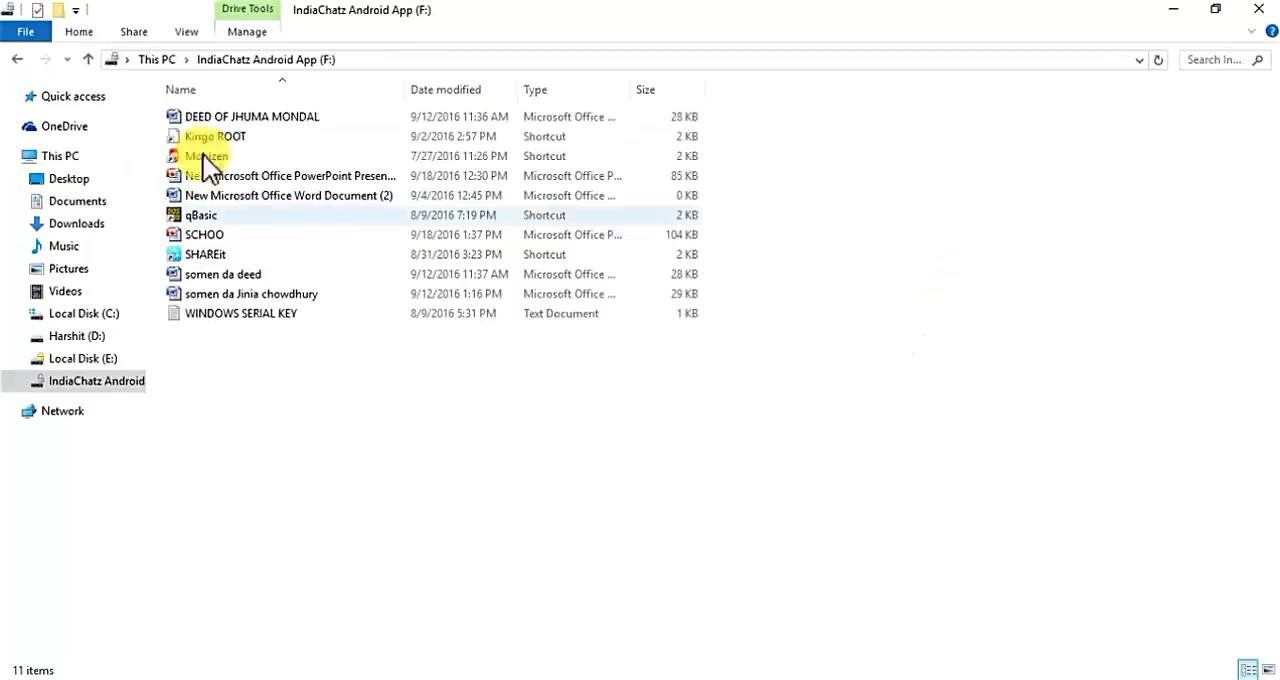 Drive Tools
IndiaChatz Android App (F:)
File Home Share View Manage
This PC › IndiaChatz Android App (F:)
Search In...
Name Date modified Type Size
Quick access
OneDrive
This PC
Desktop
Documents
Downloads
Music
Pictures
Videos
Local Disk (C:)
Harshit (D:)
Local Disk (E:)
IndiaChatz Android
Network
DEED OF JHUMA MONDAL 9/12/2016 11:36 AM Microsoft Office ... 28 KB
Kingo ROOT 9/2/2016 2:57 PM Shortcut 2 KB
7/27/2016 11:26 PM Shortcut 2 KB
Microsoft Office PowerPoint Presen... 9/18/2016 12:30 PM Microsoft Office P... 85 KB
New Microsoft Office Word Document (2) 9/4/2016 12:45 PM Microsoft Office ... 0 KB
qBasic 8/9/2016 7:19 PM Shortcut 2 KB
SCHOO 9/18/2016 1:37 PM Microsoft Office P... 104 KB
SHAREit 8/31/2016 3:23 PM Shortcut 2 KB
somen da deed 9/12/2016 11:37 AM Microsoft Office ... 28 KB
somen da Jinia chowdhury 9/12/2016 1:16 PM Microsoft Office ... 29 KB
WINDOWS SERIAL KEY 8/9/2016 5:31 PM Text Document 1 KB
11 items